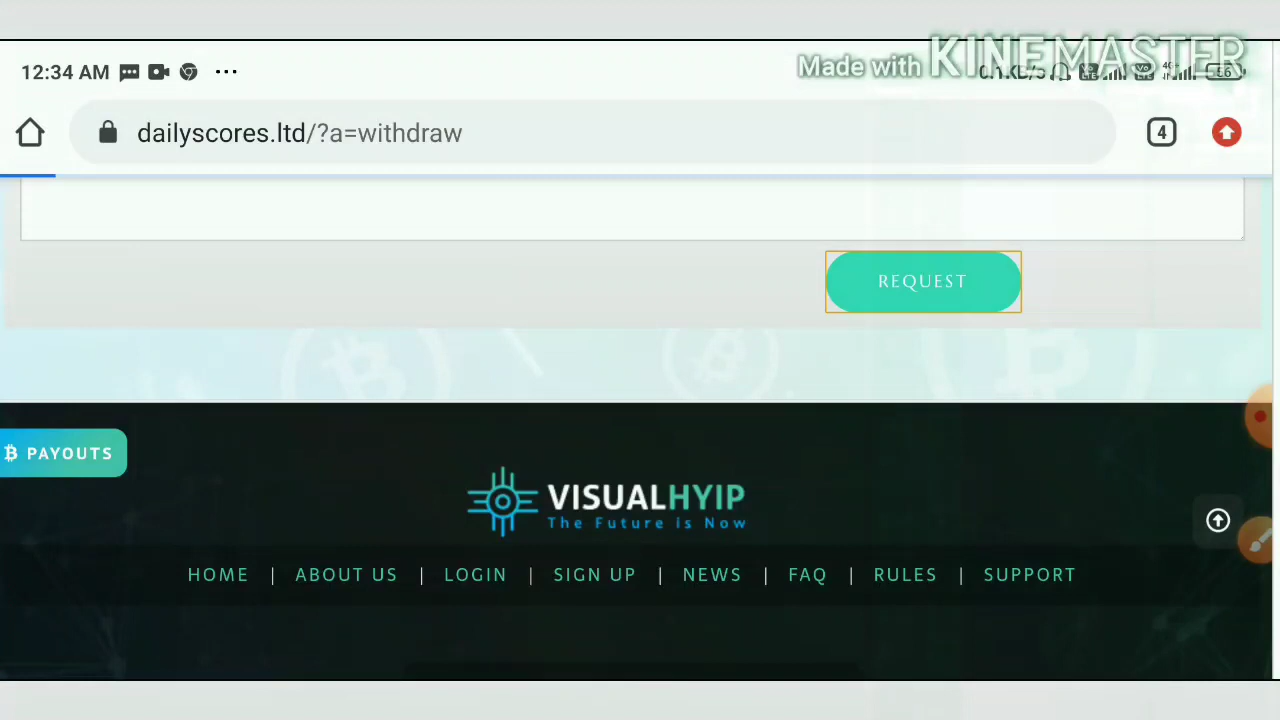 Made with KINEMASTER
12:34 AM
dailyscores.ltd/?a=withdraw
4
REQUEST
PAYOUTS
VISUALHYIP
The Future is Now
HOME | ABOUT US | LOGIN | SIGN UP | NEWS | FAQ | RULES | SUPPORT